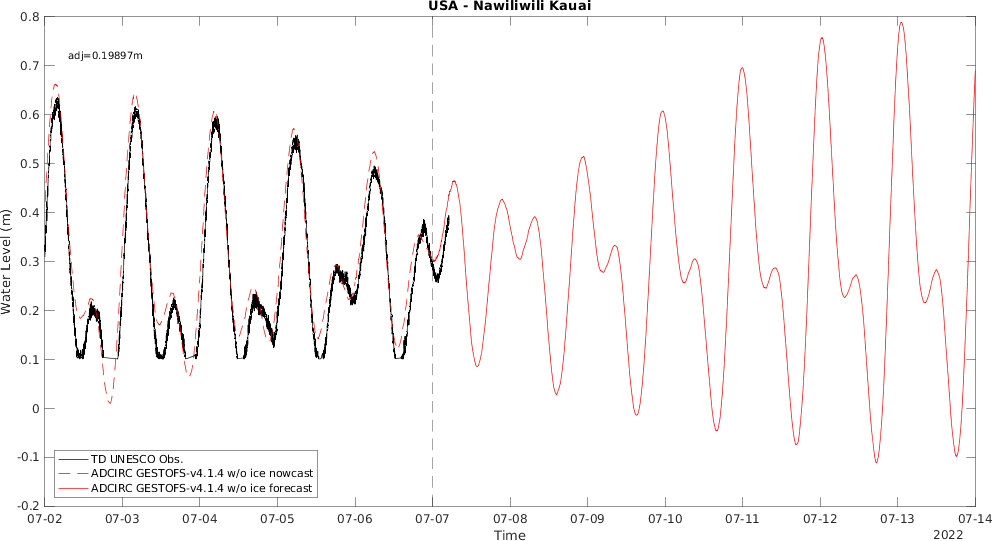 USA - Nawiliwili Kauai
0.8
adj=0.19897m
0.7
0.6
0.5
0.4
0.3
0.2
0.1
0
-0.1
-0.2
Water Level (m)
TD UNESCO Obs.
ADCIRC GESTOFS-v4.1.4 w/o ice nowcast
ADCIRC GESTOFS-v4.1.4 w/o ice forecast
07-02 07-03 07-04 07-05 07-06 07-07 07-08 07-09 07-10 07-11 07-12 07-13 07-14
Time
2022